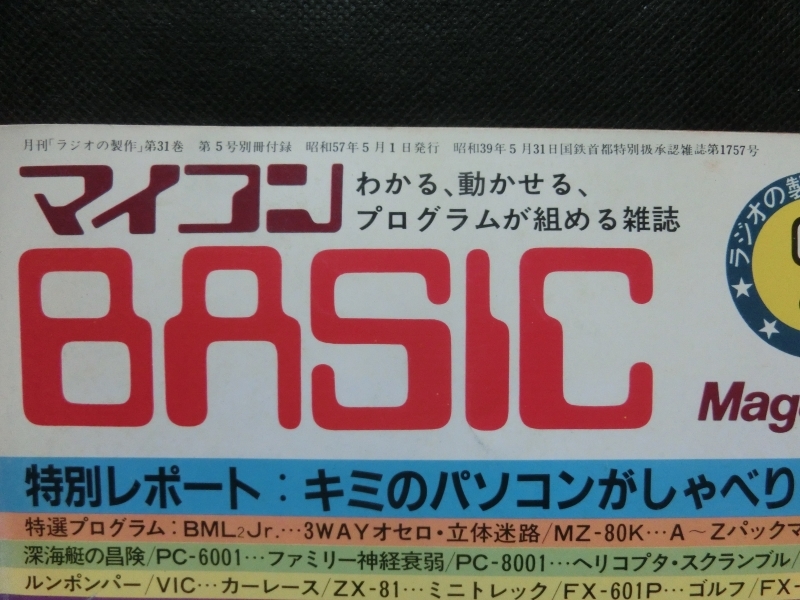 月刊「ラジオの製作」第31巻 第5号別冊付録 昭和57年5月1日発行 昭和39年5月31日国鉄首都特別扱承認雑誌第1757号
マイコン
わかる、動かせる、
プログラムが組める雑誌
BASIC
ラジオの製
Mag
特別レポート:キミのパソコンがしゃべり
特選プログラム:BML2Jr.…3WAYオセロ・立体迷路/MZ-80K…A〜Zパックマ
深海艇の昌険/PC-6001…ファミリー神経衰弱/PC-8001…ヘリコプタ・スクランブル/
ルンポンパー/VIC…カーレース/ZX-81…ミニトレック/FX-601P…ゴルフ/FX-